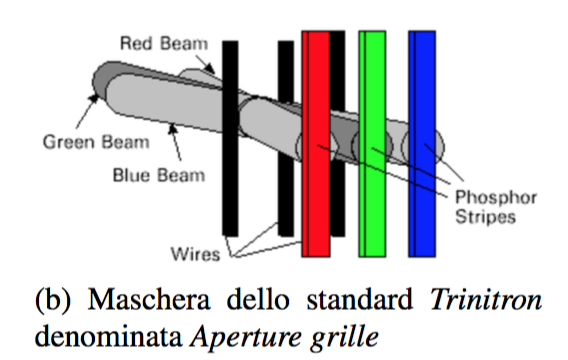 Red Beam
Green Beam
Blue Beam
Phosphor
Stripes
Wires
(b) Maschera dello standard Trinitron
denominata Aperture grille